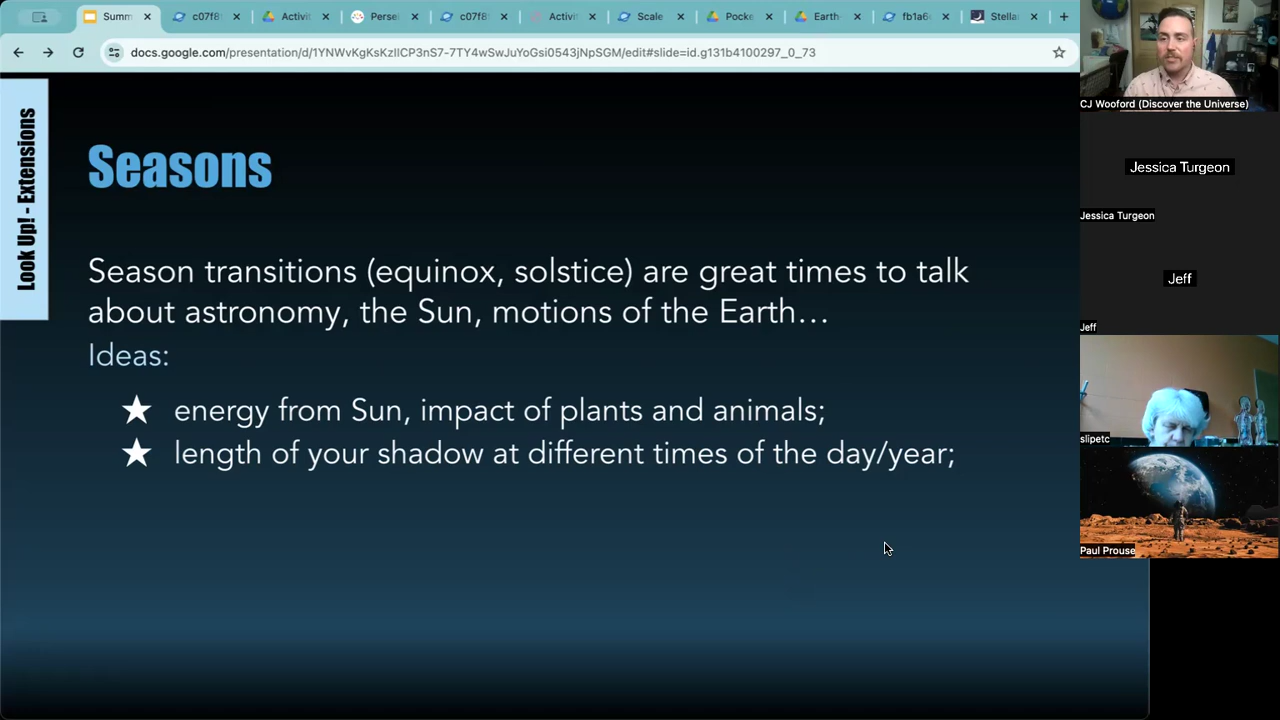 Summ
c07f8
Activit
Perse
c07f8
Activi
Scale
Pocke
Earth-
fb1a6
Stella
docs.google.com/presentation/d/1YNWvKgKsKzIlCP3nS7-7TY4wSwJuYoGsi0543jNpSGM/edit#slide=id.g131b4100297_0_73
Look Up! - Extensions
Seasons
Season transitions (equinox, solstice) are great times to talk
about astronomy, the Sun, motions of the Earth…
Ideas:
★ energy from Sun, impact of plants and animals;
★ length of your shadow at different times of the day/year;
CJ Wooford (Discover the Universe)
Jessica Turgeon
Jessica Turgeon
Jeff
Jeff
slipetc
Paul Prouse